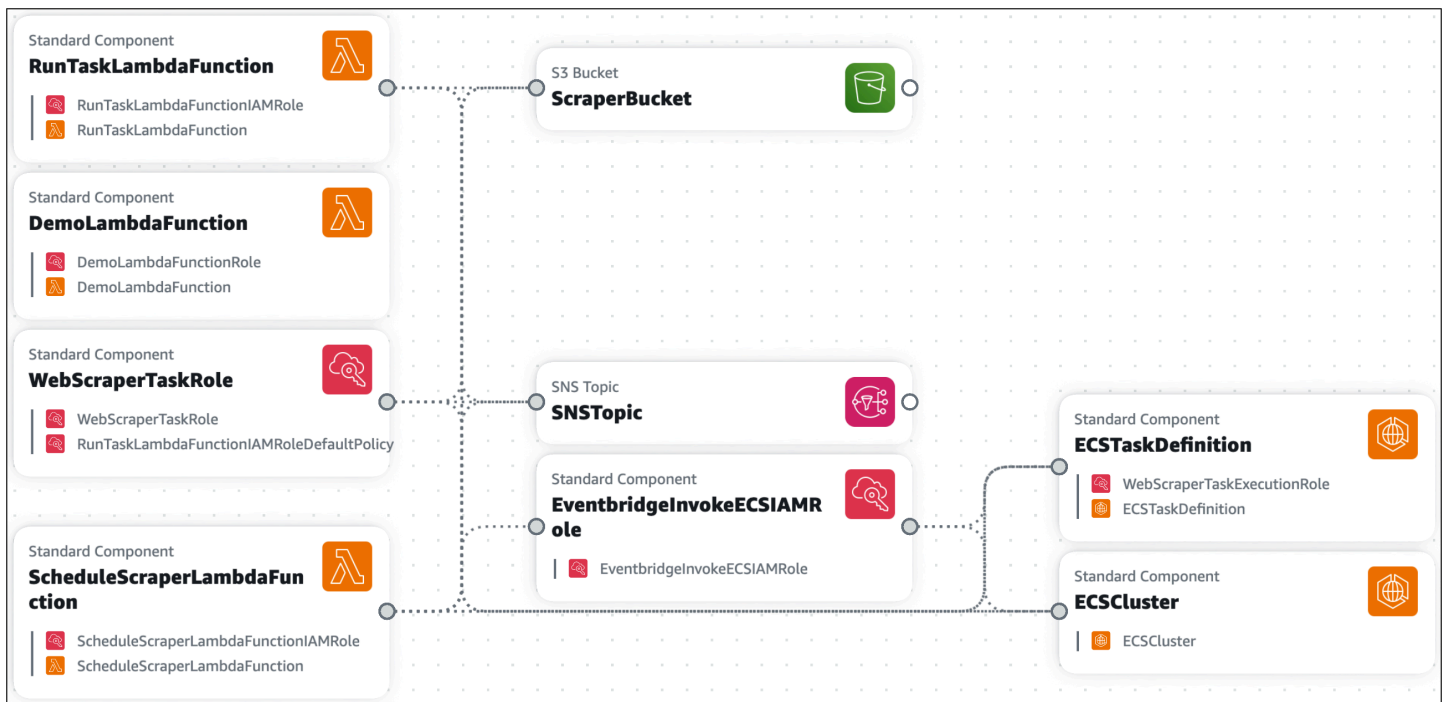 Standard Component
RunTaskLambdaFunction
RunTaskLambdaFunctionIAMRole
RunTaskLambdaFunction
Standard Component
DemoLambdaFunction
DemoLambdaFunctionRole
DemoLambdaFunction
Standard Component
WebScraperTaskRole
WebScraperTaskRole
RunTaskLambdaFunctionIAMRoleDefaultPolicy
Standard Component
ScheduleScraperLambdaFun
ction
ScheduleScraperLambdaFunctionIAMRole
ScheduleScraperLambdaFunction
S3 Bucket
ScraperBucket
SNS Topic
SNSTopic
Standard Component
EventbridgeInvokeECSIAMR
ole
EventbridgeInvokeECSIAMRole
Standard Component
ECSTaskDefinition
WebScraperTaskExecutionRole
ECSTaskDefinition
Standard Component
ECSCluster
ECSCluster